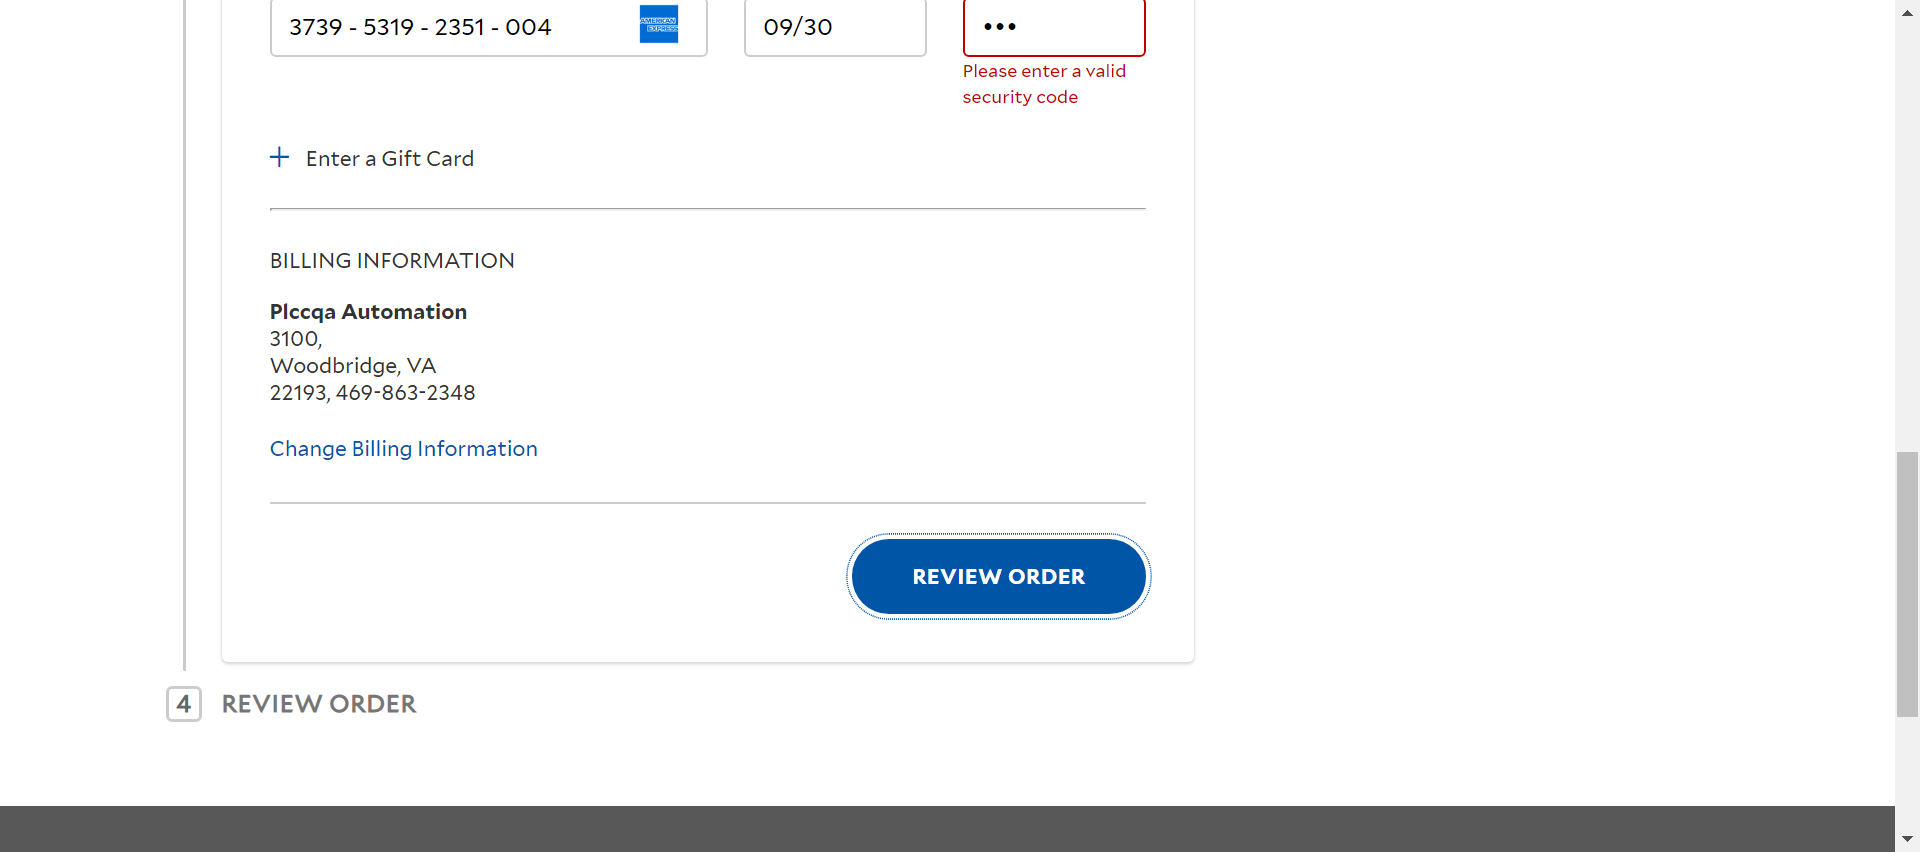 3739 - 5319 - 2351 - 004
AMERICAN
EXPRESS
09/30
•••
Please enter a valid
security code
+ Enter a Gift Card
BILLING INFORMATION
Plccqa Automation
3100,
Woodbridge, VA
22193, 469-863-2348
Change Billing Information
REVIEW ORDER
4 REVIEW ORDER